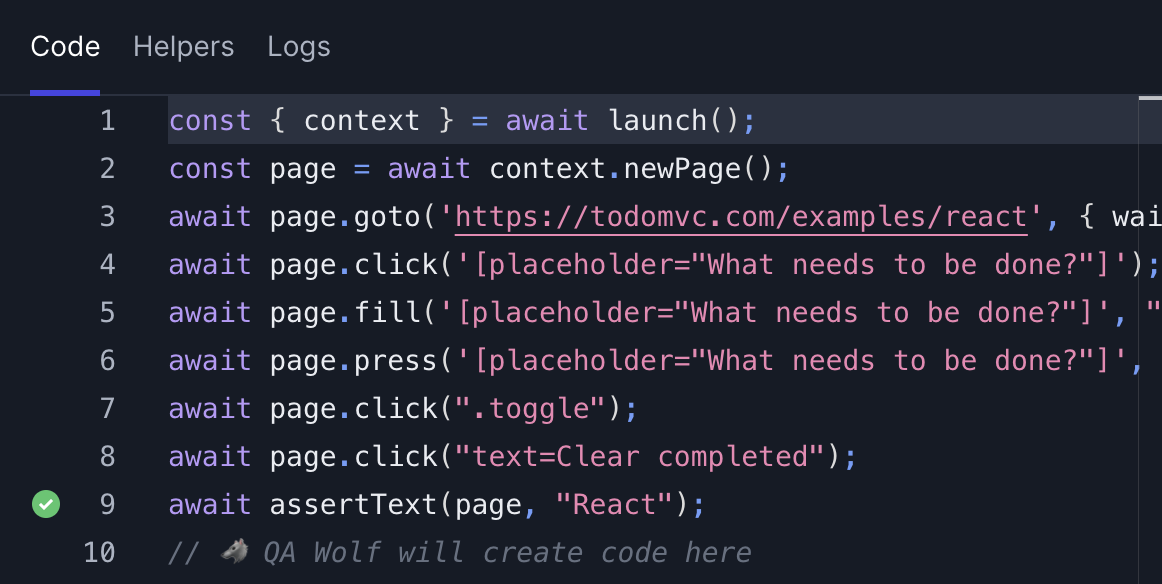 Code Helpers Logs
1 const { context } = await launch();
2 const page = await context.newPage();
3 await page.goto('https://todomvc.com/examples/react', { wai
4 await page.click('[placeholder="What needs to be done?"]');
5 await page.fill('[placeholder="What needs to be done?"]', "
6 await page.press('[placeholder="What needs to be done?"]',
7 await page.click(".toggle");
8 await page.click("text=Clear completed");
9 await assertText(page, "React");
10 // 🐺 QA Wolf will create code here